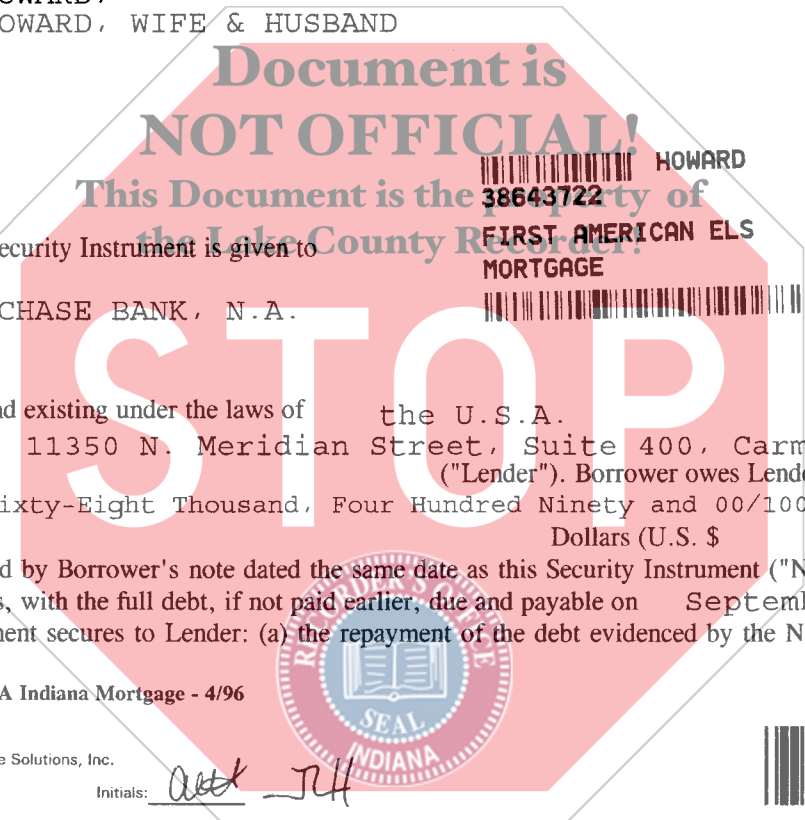 OWARD, WIFE & HUSBAND
Document is
NOT OFFICIAL!
This Document is the property of
the Lake County Recorder!
HOWARD
38643722
FIRST AMERICAN ELS
MORTGAGE
ecurity Instrument is given to
CHASE BANK, N.A.
STOP
nd existing under the laws of the U.S.A.
11350 N. Meridian Street, Suite 400, Carm
("Lender"). Borrower owes Lende
ixty-Eight Thousand, Four Hundred Ninety and 00/100
Dollars (U.S. $
d by Borrower's note dated the same date as this Security Instrument ("N
s, with the full debt, if not paid earlier, due and payable on Septemb
ment secures to Lender: (a) the repayment of the debt evidenced by the N
RECORDER'S OFFICE
SEAL
INDIANA
A Indiana Mortgage - 4/96
e Solutions, Inc.
Initials: